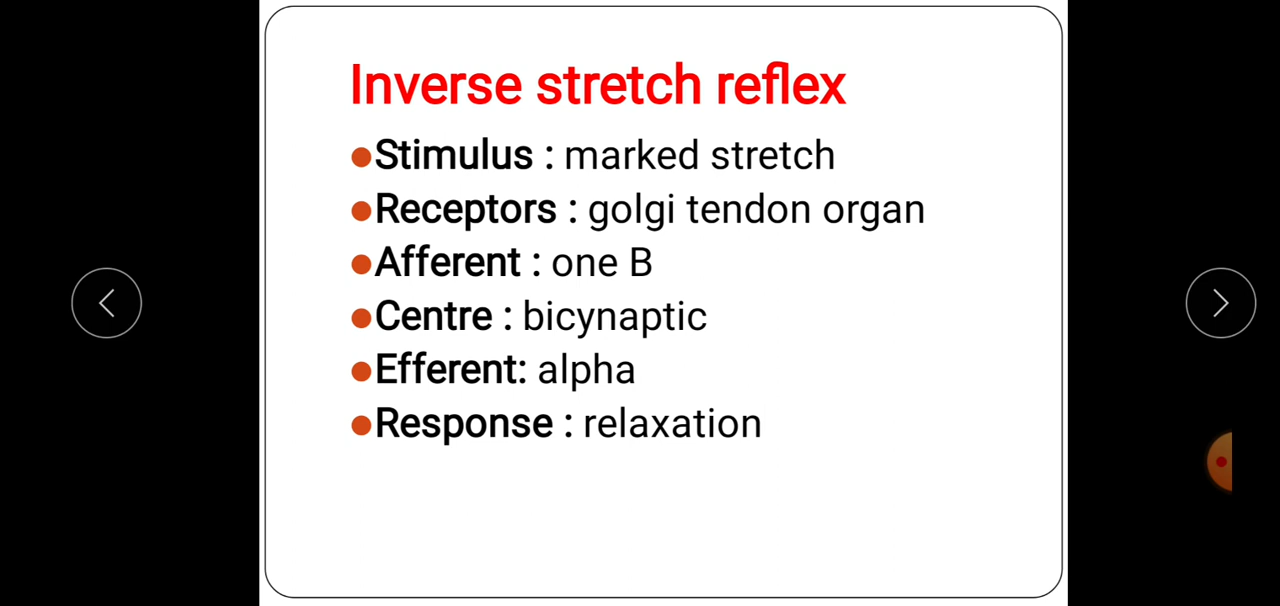 Inverse stretch reflex
●Stimulus : marked stretch
●Receptors : golgi tendon organ
●Afferent : one B
●Centre : bicynaptic
●Efferent: alpha
●Response : relaxation